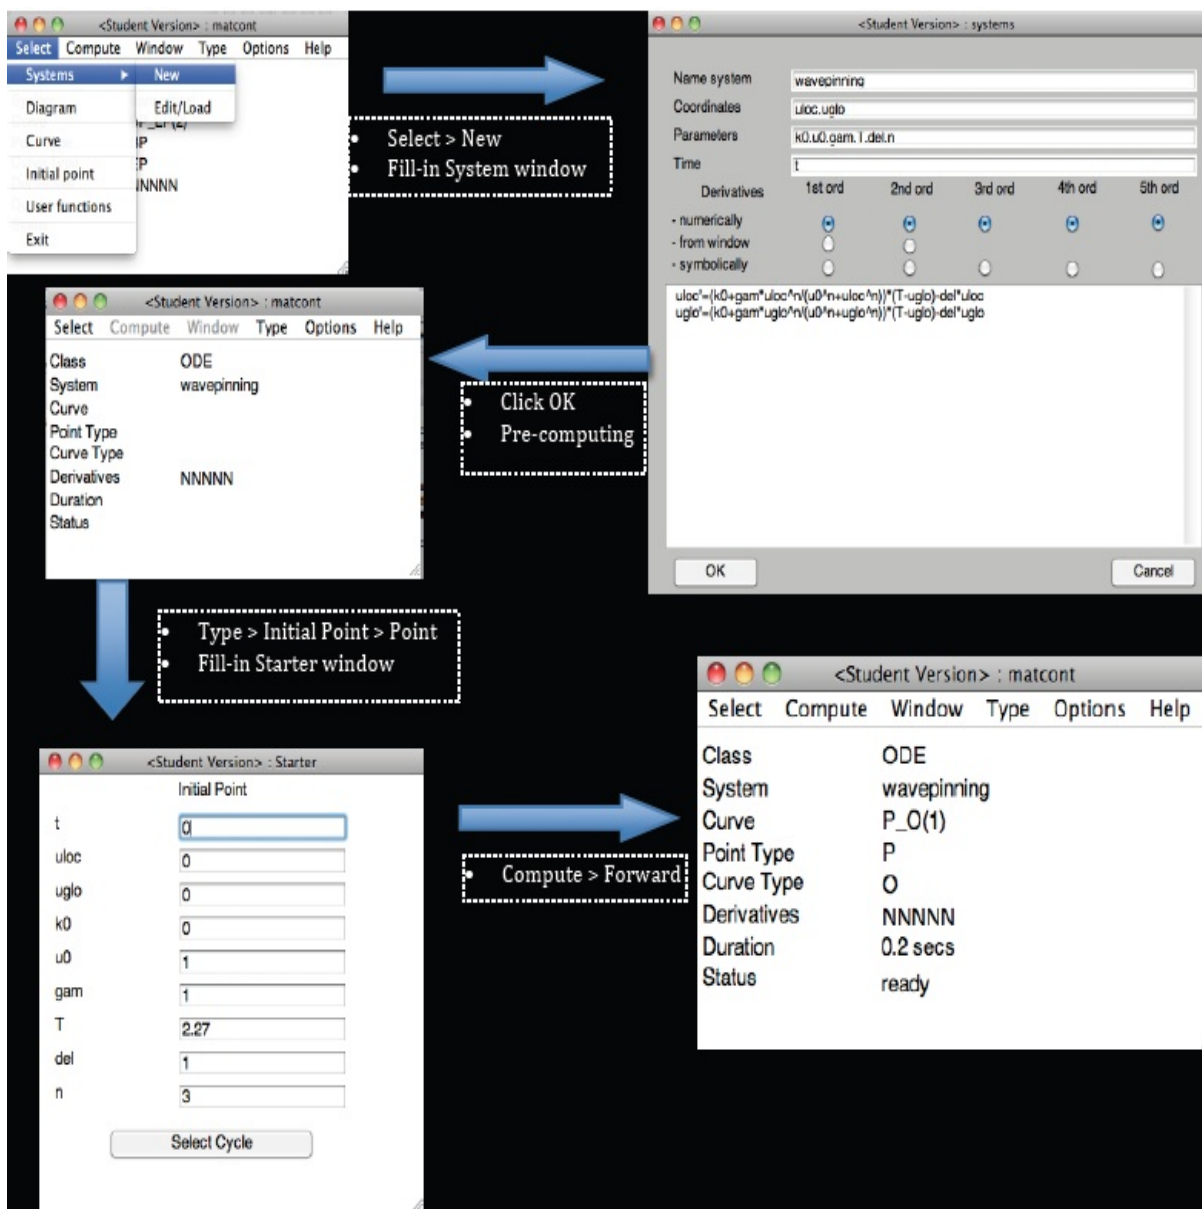 <Student Version> : matcont
Select Compute Window Type Options Help
Systems New
Diagram Edit/Load
Curve
Initial point
NNNN
User functions
Exit
• Select > New
• Fill-in System window
<Student Version> : systems
Name system wavepinning
Coordinates uloc,uglo
Parameters k0,u0,gam,T,del,n
Time t
Derivatives 1st ord 2nd ord 3rd ord 4th ord 5th ord
- numerically
- from window
- symbolically
uloc'=(k0+gam*uloc^n/(u0^n+uloc^n))*(T-uglo)-del*uloc
uglo'=(k0+gam*uglo^n/(u0^n+uglo^n))*(T-uglo)-del*uglo
OK Cancel
<Student Version> : matcont
Select Compute Window Type Options Help
Class ODE
System wavepinning
Curve
Point Type
Curve Type
Derivatives NNNNN
Duration
Status
• Click OK
• Pre-computing
• Type > Initial Point > Point
• Fill-in Starter window
<Student Version> : Starter
Initial Point
t 0
uloc 0
uglo 0
k0 0
u0 1
gam 1
T 2.27
del 1
n 3
Select Cycle
• Compute > Forward
<Student Version> : matcont
Select Compute Window Type Options Help
Class ODE
System wavepinning
Curve P_O(1)
Point Type P
Curve Type O
Derivatives NNNNN
Duration 0.2 secs
Status ready